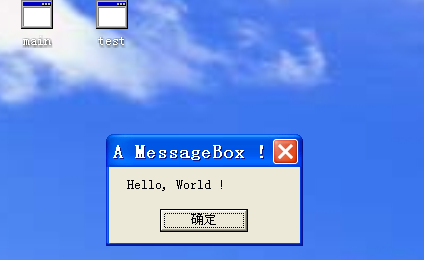 main
test
A MessageBox !
Hello, World !
确定